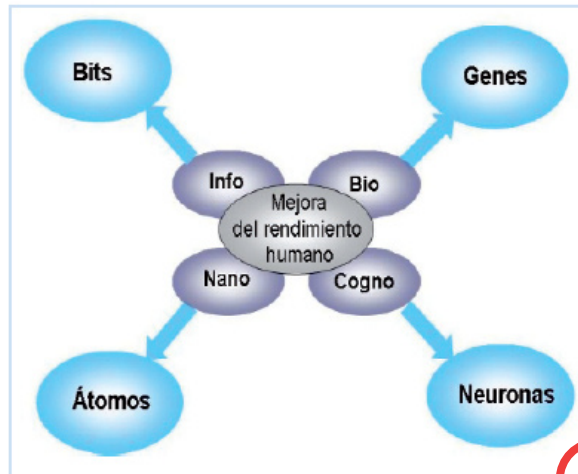 Bits
Genes
Info
Bio
Mejora
del rendimiento
humano
Nano
Cogno
Átomos
Neuronas